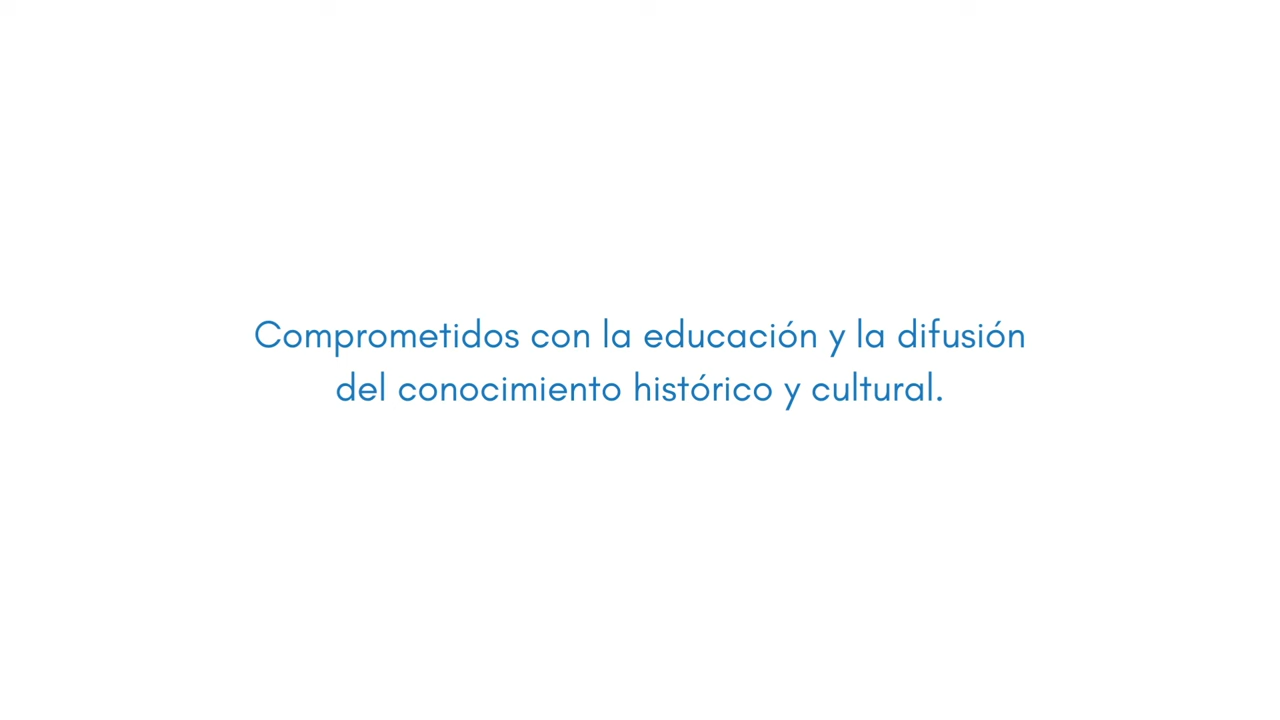 Comprometidos con la educación y la difusión
del conocimiento histórico y cultural.